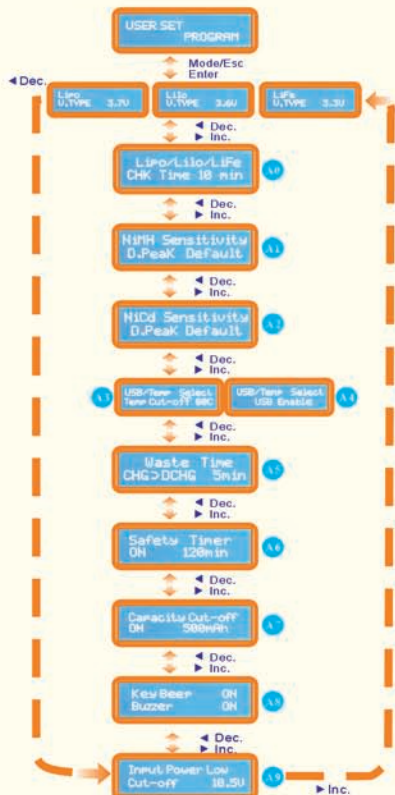 USER SET
PROGRAM
Mode/Esc
Enter
◄ Dec.
Lipo
V.TYPE 3.7V
LiIo
V.TYPE 3.6V
LiFe
V.TYPE 3.3V
◄ Dec.
► Inc.
Lipo/LiIo/LiFe
CHK Time 10 min
A0
◄ Dec.
► Inc.
NiMH Sensitivity
D.Peak Default
A1
◄ Dec.
► Inc.
NiCd Sensitivity
D.Peak Default
A2
◄ Dec.
► Inc.
A3
USB/Temp Select
Temp Cut-off 80C
USB/Temp Select
USB Enable
A4
◄ Dec.
► Inc.
Waste Time
CHG>DCHG 5min
A5
◄ Dec.
► Inc.
Safety Timer
ON 120min
A6
◄ Dec.
► Inc.
Capacity Cut-off
ON 500mAh
A7
◄ Dec.
► Inc.
Key Beep ON
Buzzer ON
A8
◄ Dec.
► Inc.
Input Power Low
Cut-off 10.5V
A9
► Inc.